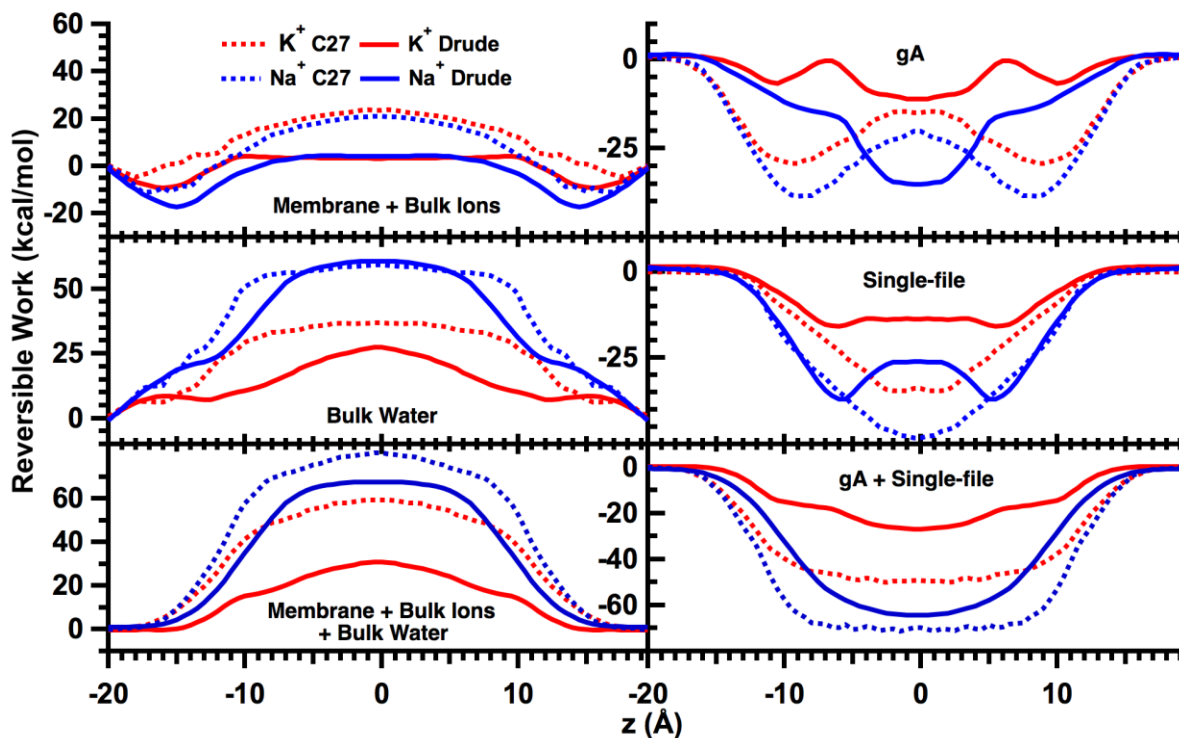 Reversible Work (kcal/mol)
60
40
20
0
-20
K+ C27
K+ Drude
Na+ C27
Na+ Drude
Membrane + Bulk Ions
0
-25
gA
50
25
0
Bulk Water
0
-25
Single-file
60
40
20
0
Membrane + Bulk Ions
+ Bulk Water
0
-20
-40
-60
gA + Single-file
-20
-10
0
10
20
-10
0
10
z (Å)